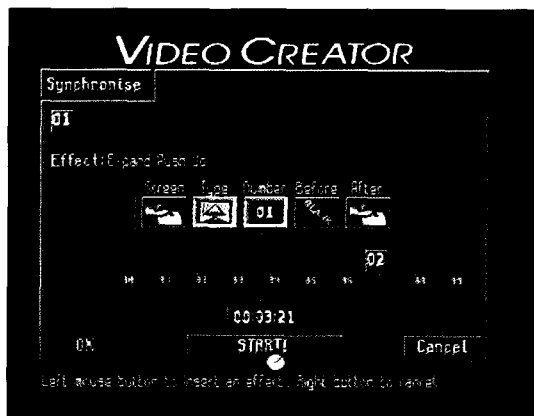 VIDEO CREATOR
Synchronise
01
Effect:Expand Push Up
Screen Type Number Before After
01 BLANK
02
00:03:21
OK START! Cancel
Left mouse button to insert an effect. Right button to cancel